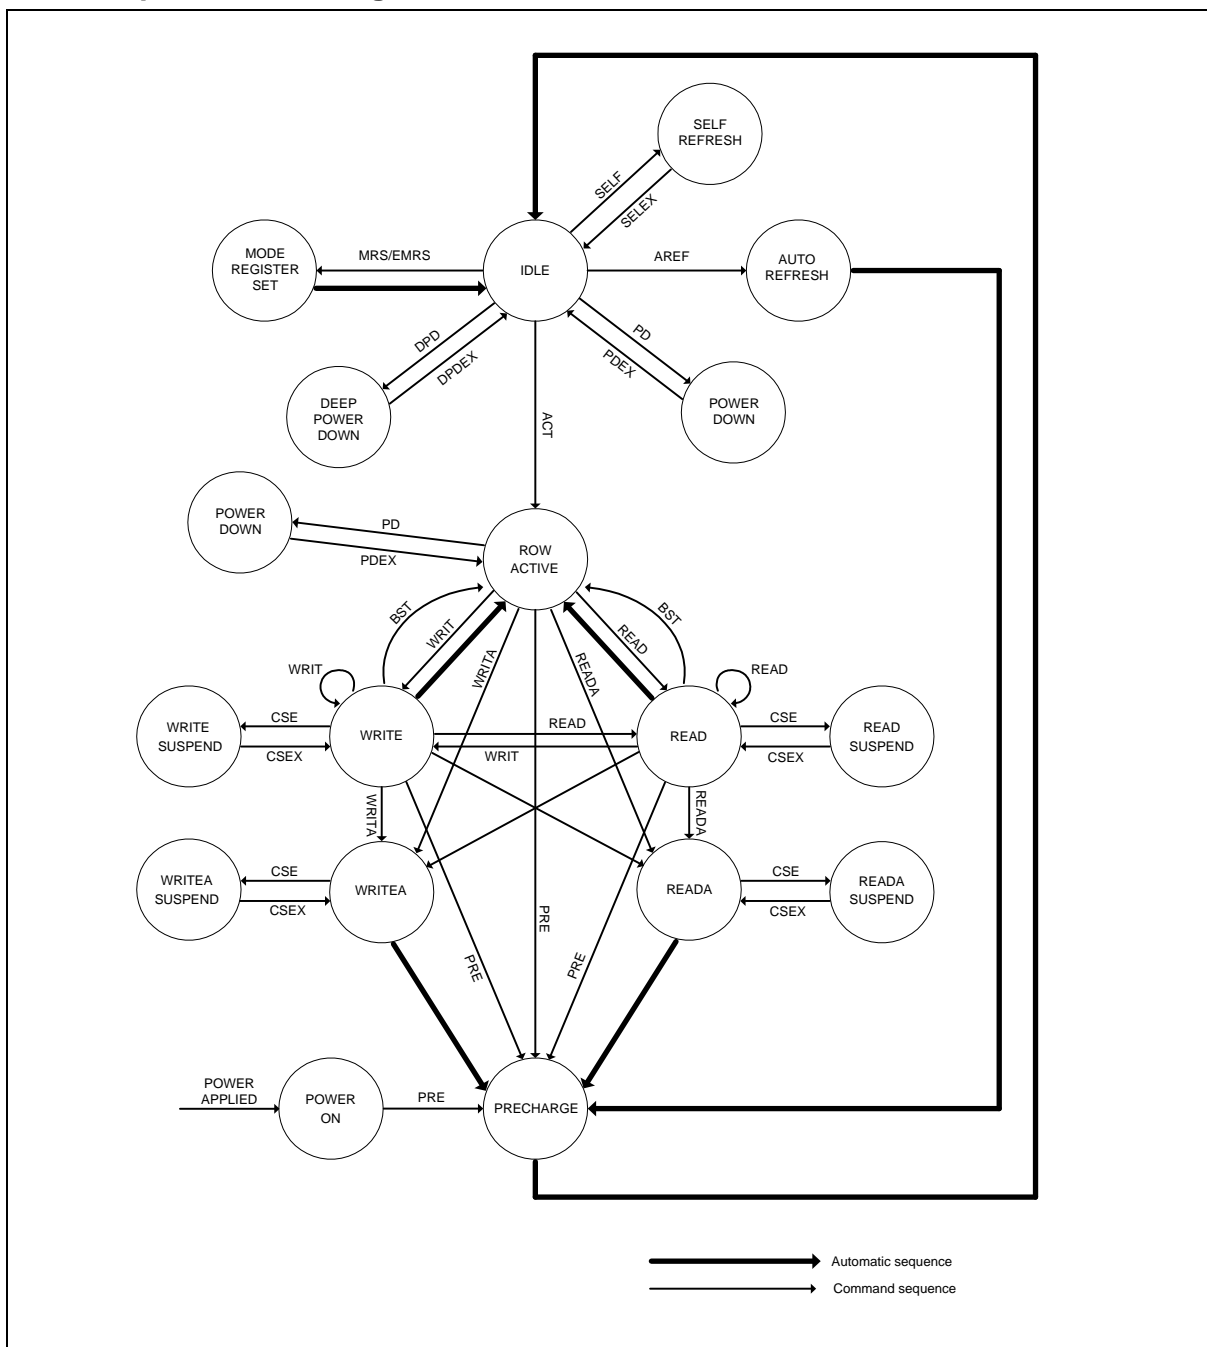 SELF
REFRESH
SELF
SELEX
MODE
REGISTER
SET
MRS/EMRS
IDLE
AREF
AUTO
REFRESH
DPD
DPDEX
PD
PDEX
DEEP
POWER
DOWN
POWER
DOWN
ACT
POWER
DOWN
PD
PDEX
ROW
ACTIVE
BST
WRIT
WRITA
READA
READ
BST
WRIT
READ
WRITE
SUSPEND
CSE
CSEX
WRITE
READ
WRIT
READ
CSE
CSEX
READ
SUSPEND
WRITA
READA
WRITEA
SUSPEND
CSE
CSEX
WRITEA
READA
CSE
CSEX
READA
SUSPEND
PRE
PRE
PRE
POWER
APPLIED
POWER
ON
PRE
PRECHARGE
Automatic sequence
Command sequence